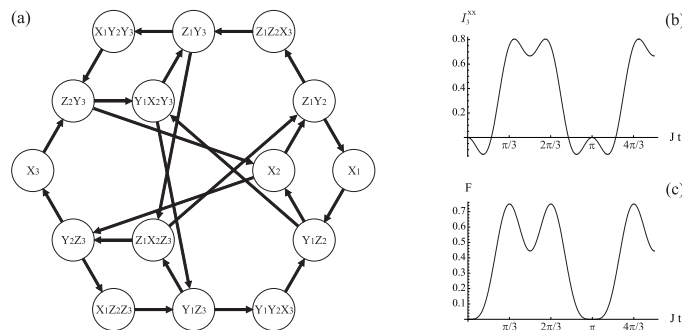 (a)
X1Y2Y3
Z1Y3
Z1Z2X3
Z2Y3
Y1X2Y3
Z1Y2
X3
X2
X1
Y2Z3
Z1X2Z3
Y1Z2
X1Z2Z3
Y1Z3
Y1Y2X3
I3xx
(b)
0.8
0.6
0.4
0.2
π/3
2π/3
π
4π/3
J t
F
(c)
0.7
0.6
0.5
0.4
0.3
0.2
0.1
π/3
2π/3
π
4π/3
J t